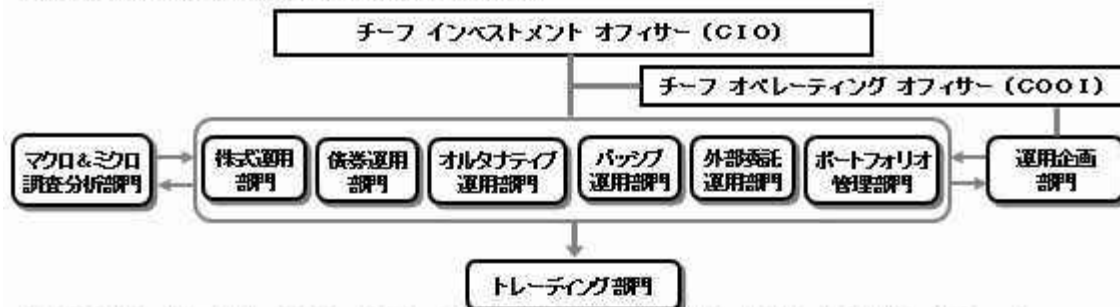 チーフ インベストメント オフィサー (CIO)
チーフ オペレーティング オフィサー (COOI)
マクロ&ミクロ
調査分析部門
株式運用
部門
債券運用
部門
オルタナティブ
運用部門
パッシブ
運用部門
外部委託
運用部門
ポートフォリオ
管理部門
運用企画
部門
トレーディング部門